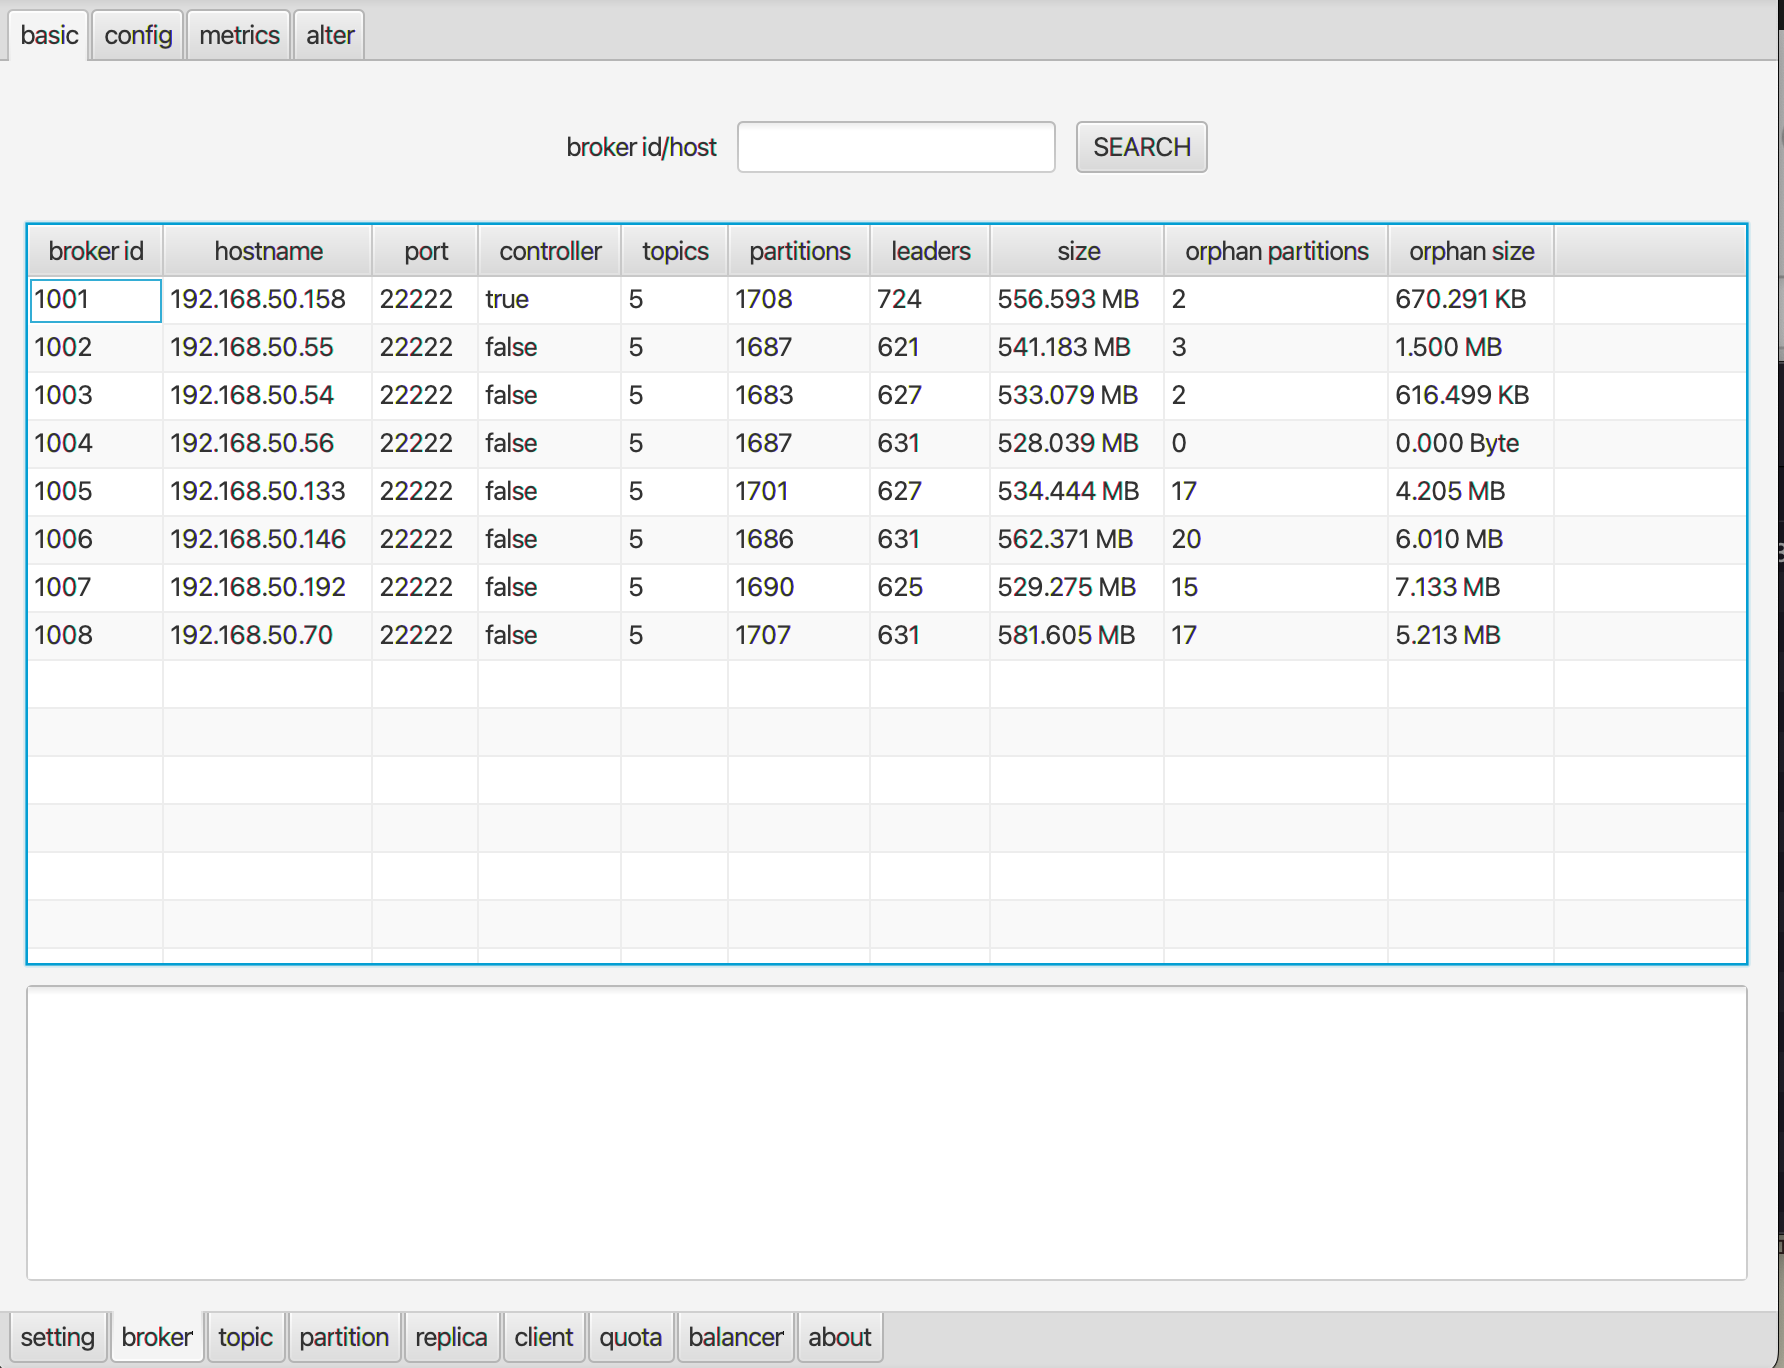 basic config metrics alter
broker id/host SEARCH
broker id hostname port controller topics partitions leaders size orphan partitions orphan size
1001 192.168.50.158 22222 true 5 1708 724 556.593 MB 2 670.291 KB
1002 192.168.50.55 22222 false 5 1687 621 541.183 MB 3 1.500 MB
1003 192.168.50.54 22222 false 5 1683 627 533.079 MB 2 616.499 KB
1004 192.168.50.56 22222 false 5 1687 631 528.039 MB 0 0.000 Byte
1005 192.168.50.133 22222 false 5 1701 627 534.444 MB 17 4.205 MB
1006 192.168.50.146 22222 false 5 1686 631 562.371 MB 20 6.010 MB
1007 192.168.50.192 22222 false 5 1690 625 529.275 MB 15 7.133 MB
1008 192.168.50.70 22222 false 5 1707 631 581.605 MB 17 5.213 MB
setting broker topic partition replica client quota balancer about